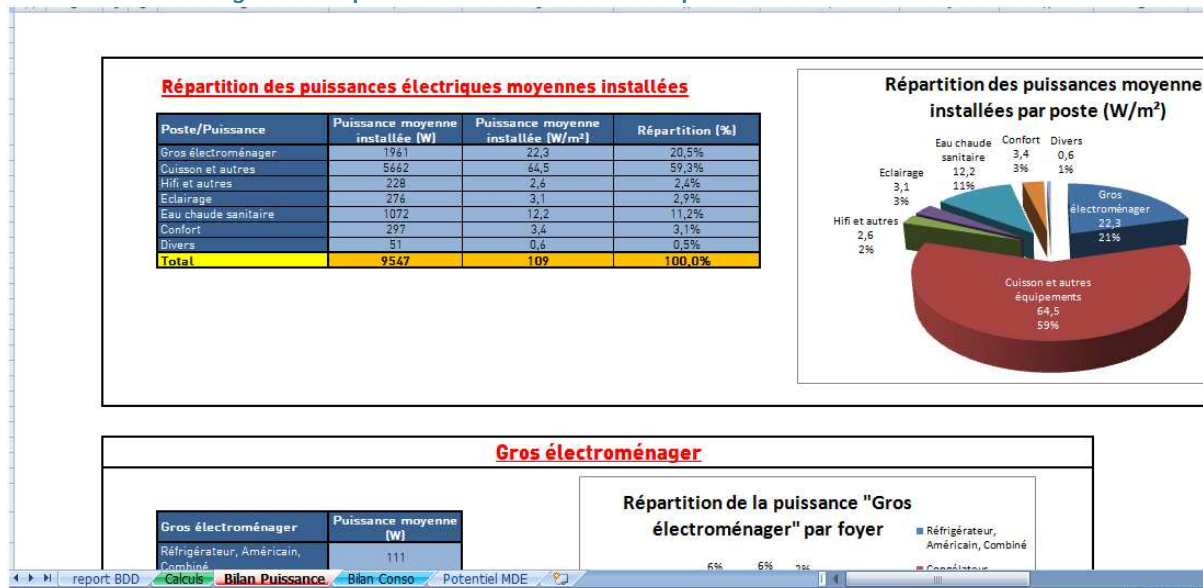 Répartition des puissances électriques moyennes installées
Poste/Puissance Puissance moyenne installée (W) Puissance moyenne installée (W/m²) Répartition (%)
Gros électroménager 1961 22,3 20,5%
Cuisson et autres 5662 64,5 59,3%
Hifi et autres 228 2,6 2,4%
Eclairage 276 3,1 2,9%
Eau chaude sanitaire 1072 12,2 11,2%
Confort 297 3,4 3,1%
Divers 51 0,6 0,5%
Total 9547 109 100,0%
Répartition des puissances moyenne
installées par poste (W/m²)
Eau chaude
sanitaire
12,2
11%
Confort
3,4
3%
Divers
0,6
1%
Eclairage
3,1
3%
Hifi et autres
2,6
2%
Gros
électroménager
22,3
21%
Cuisson et autres
équipements
64,5
59%
Gros électroménager
Gros électroménager Puissance moyenne (W)
Réfrigérateur, Américain,
Combiné 111
Répartition de la puissance "Gros
électroménager" par foyer
Réfrigérateur,
Américain, Combiné
Congélateur
6% 6% 2%
report BDD Calculs Bilan Puissance Bilan Conso Potentiel MDE